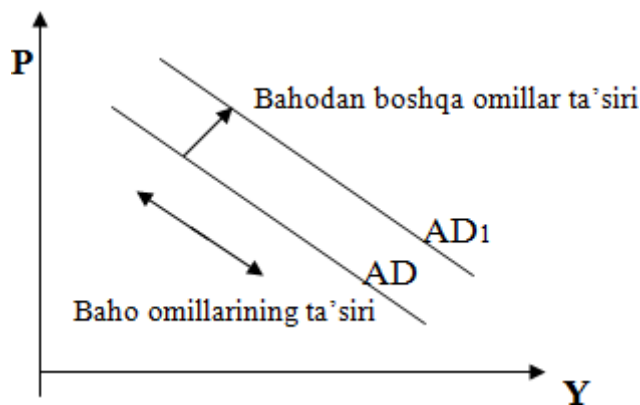 P
Bahodan boshqa omillar ta’siri
AD1
AD
Baho omillarining ta’siri
Y